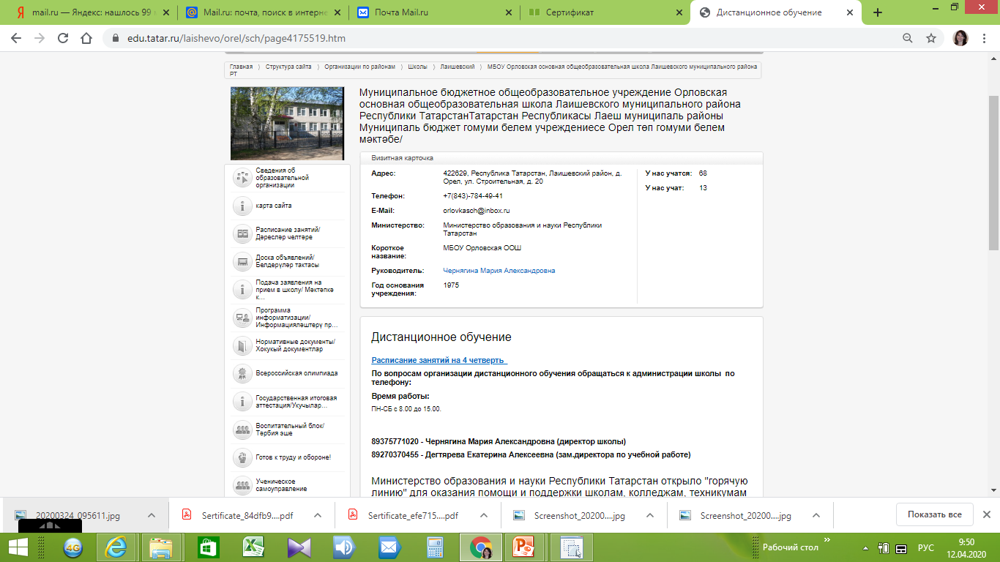 mail.ru — Яндекс: нашлось 99
Mail.ru: почта, поиск в интерне
Почта Mail.ru
Сертификат
Дистанционное обучение
edu.tatar.ru/laishevo/orel/sch/page4175519.htm
Главная 〉 Структура сайта 〉 Организации по районам 〉 Школы 〉 Лаишевский 〉 МБОУ Орловская основная общеобразовательная школа Лаишевского муниципального района
РТ
Муниципальное бюджетное общеобразовательное учреждение Орловская
основная общеобразовательная школа Лаишевского муниципального района
Республики ТатарстанТатарстан Республикасы Лаеш муниципаль районы
Муниципаль бюджет гомуми белем учреждениесе Орел төп гомуми белем
мәктәбе/
Сведения об
образовательной
организации
карта сайта
Расписание занятий/
Дәресләр челтәре
Доска объявлений/
Белдерүләр тактасы
Подача заявления на
прием в школу/ Мәктәпкә
к...
Программа
информатизации/
Информацияләштерү пр...
Нормативные документы/
Хокукый документлар
Всероссийская олимпиада
Государственная итоговая
аттестация/Укучылар...
Воспитательный блок/
Тәрбия эше
Готов к труду и обороне!
Ученическое
самоуправление
Визитная карточка
Адрес: 422629, Республика Татарстан, Лаишевский район, д.
Орел, ул. Строительная, д. 20
Телефон: +7(843)-784-49-41
E-Mail: orlovkasch@inbox.ru
Министерство: Министерство образования и науки Республики
Татарстан
Короткое
название: МБОУ Орловская ООШ
Руководитель: Чернягина Мария Александровна
Год основания
учреждения: 1975
У нас учатся: 68
У нас учат: 13
Дистанционное обучение
Расписание занятий на 4 четверть
По вопросам организации дистанционного обучения обращаться к администрации школы по
телефону:
Время работы:
ПН-СБ с 8.00 до 15.00.
89375771020 - Чернягина Мария Александровна (директор школы)
89270370455 - Дегтярева Екатерина Алексеевна (зам.директора по учебной работе)
Министерство образования и науки Республики Татарстан открыло "горячую
линию" для оказания помощи и поддержки школам, колледжам, техникумам
20200324_095611.jpg
Sertificate_84dfb9....pdf
Sertificate_efe715....pdf
Screenshot_20200....jpg
Screenshot_20200....jpg
Показать все
4G
Рабочий стол
РУС
9:50
12.04.2020